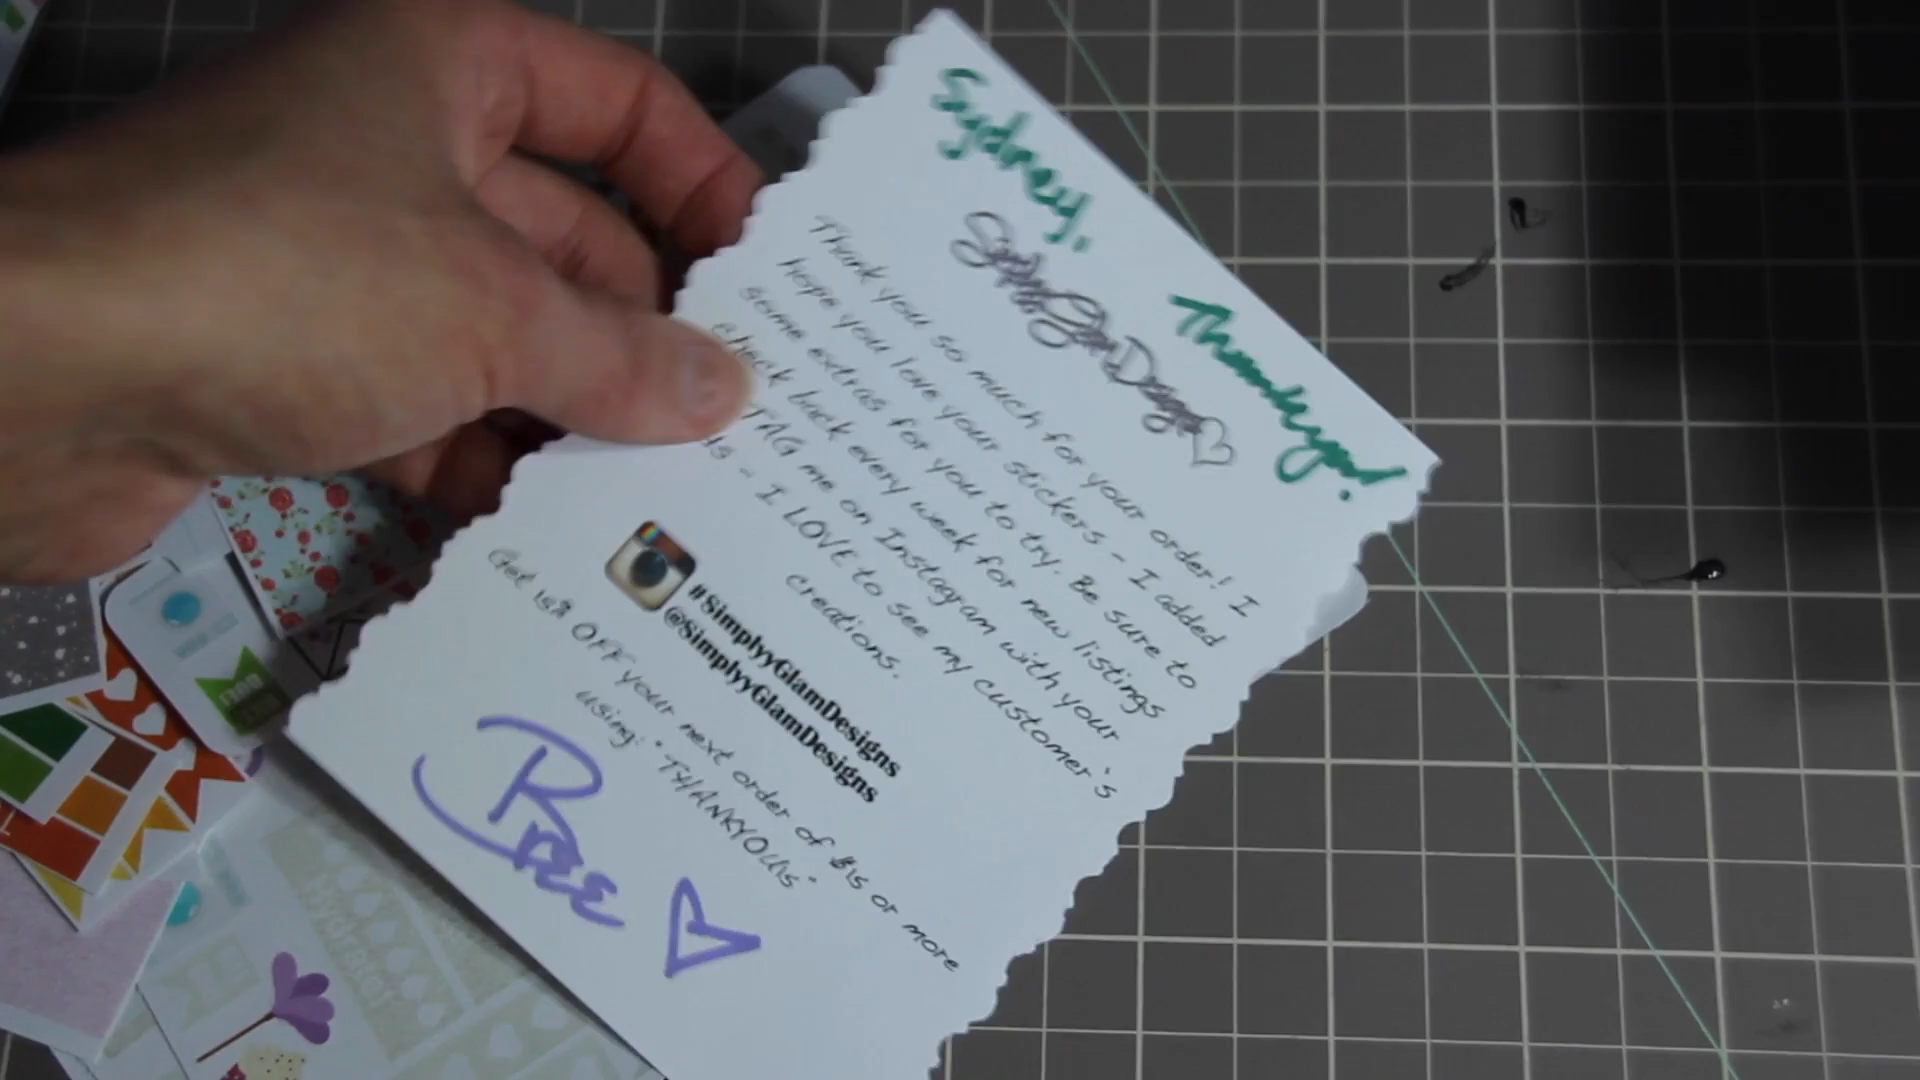 Sydney,
Thankyou!
Thank you so much for your order! I
hope you love your stickers - I added
some extras for you to try. Be sure to
check back every week for new listings
TAG me on Instagram with your
- I LOVE to see my customer's
creations.
#SimplyyGlamDesigns
@SimplyyGlamDesigns
Get 15% OFF your next order of $15 or more
using: "THANKYOU15"
Bree
Hydrate